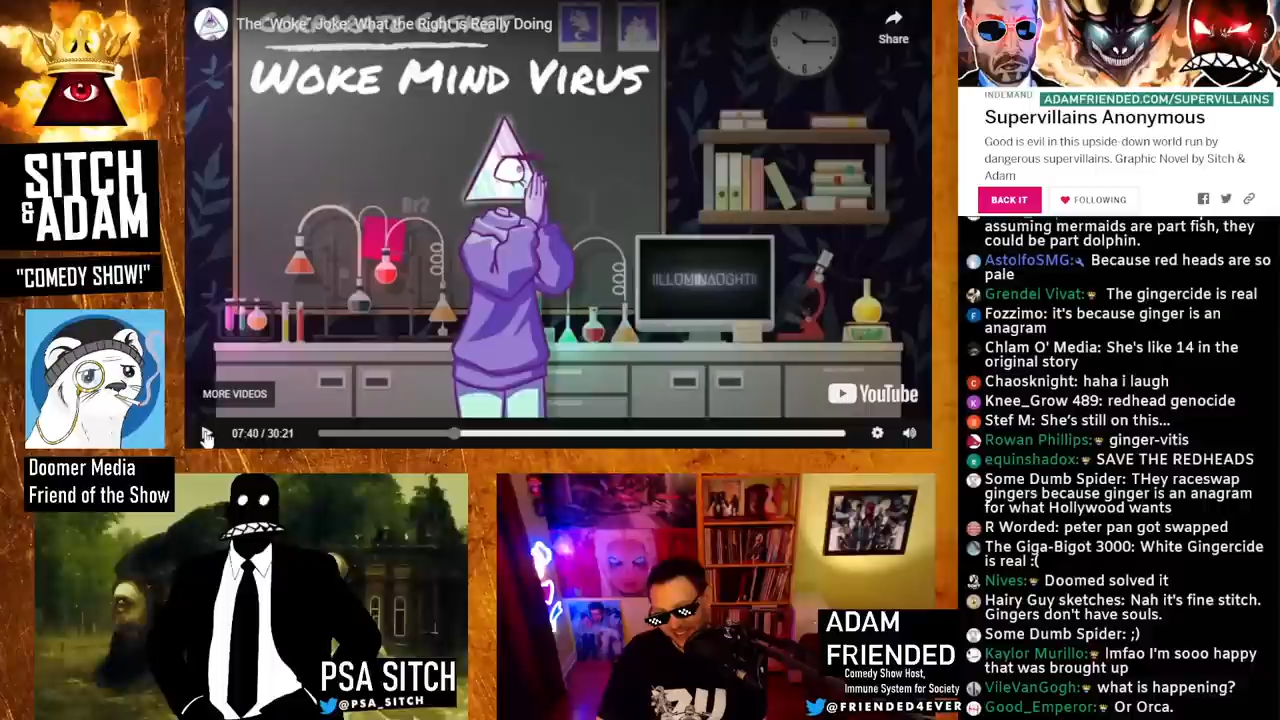 The "Woke" Joke: What the Right is Really Doing
Share
WOKE MIND VIRUS
Br2
ILLUMINAUGHTII
MORE VIDEOS
YouTube
07:40 / 30:21
SITCH
& ADAM
"COMEDY SHOW!"
Doomer Media
Friend of the Show
PSA SITCH
@PSA_SITCH
ADAM
FRIENDED
Comedy Show Host,
Immune System for Society
@FRIENDED4EVER
INDEMAND
ADAMFRIENDED.COM/SUPERVILLAINS
Supervillains Anonymous
Good is evil in this upside-down world run by
dangerous supervillains. Graphic Novel by Sitch &
Adam
BACK IT
FOLLOWING
assuming mermaids are part fish, they
could be part dolphin.
AstolfoSMG: Because red heads are so
pale
Grendel Vivat: The gingercide is real
Fozzimo: it's because ginger is an
anagram
Chlam O' Media: She's like 14 in the
original story
Chaosknight: haha i laugh
Knee_Grow 489: redhead genocide
Stef M: She's still on this...
Rowan Phillips: ginger-vitis
equinshadox: SAVE THE REDHEADS
Some Dumb Spider: THey raceswap
gingers because ginger is an anagram
for what Hollywood wants
R Worded: peter pan got swapped
The Giga-Bigot 3000: White Gingercide
is real :(
Nives: Doomed solved it
Hairy Guy sketches: Nah it's fine stitch.
Gingers don't have souls.
Some Dumb Spider: ;)
Kaylor Murillo: lmfao I'm sooo happy
that was brought up
VileVanGogh: what is happening?
Good_Emperor: Or Orca.